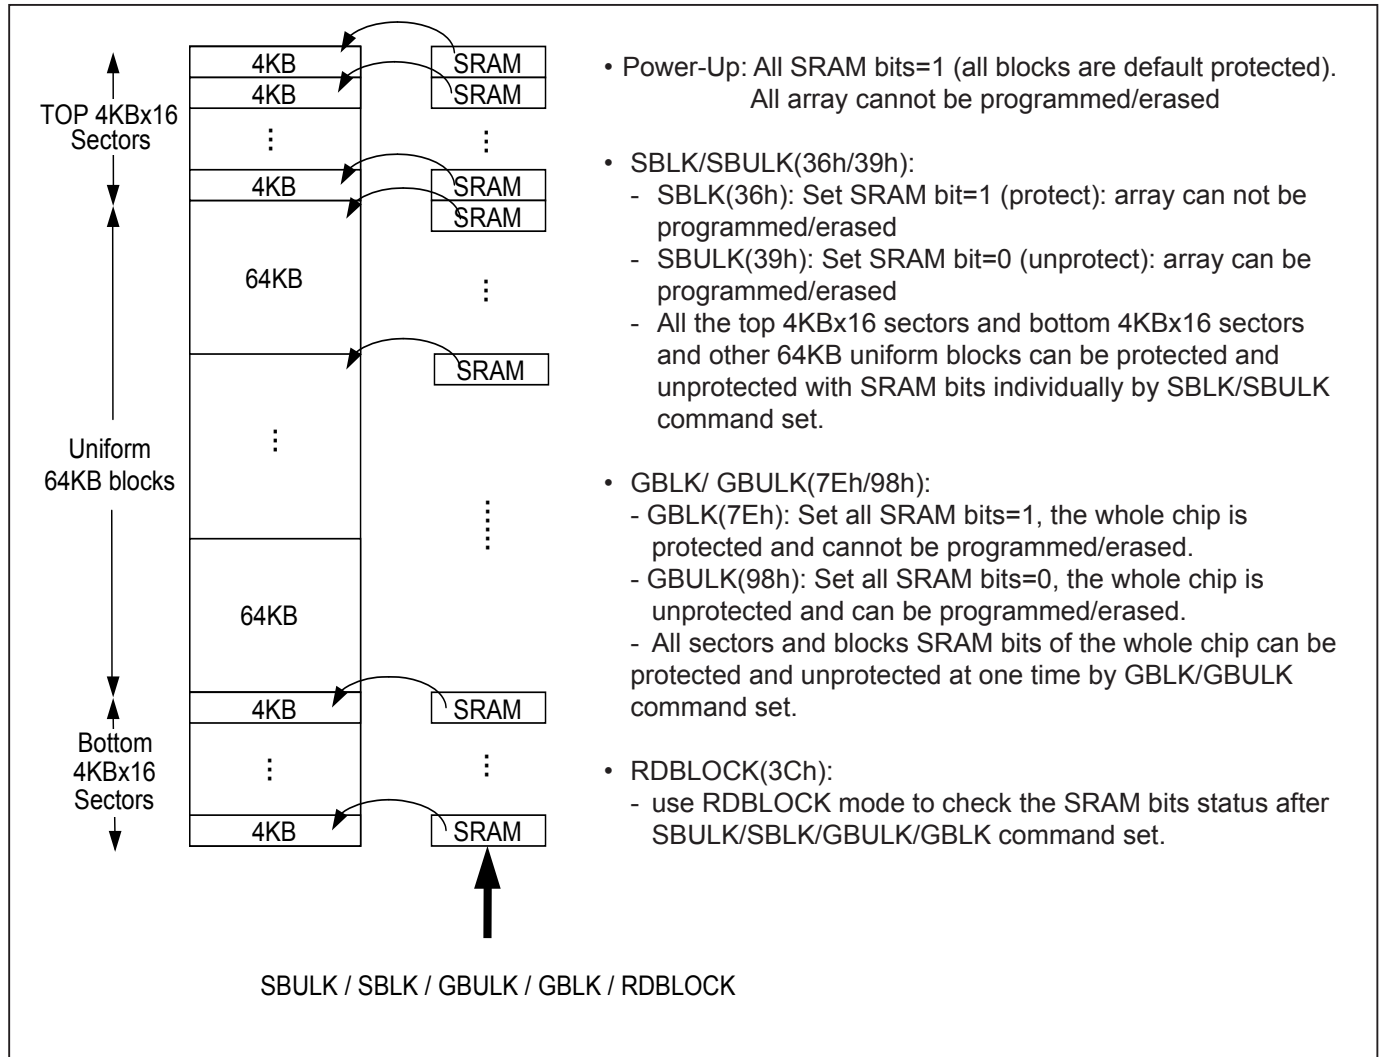 4KB
4KB
⋮
4KB
64KB
⋮
64KB
4KB
⋮
4KB
SRAM
SRAM
⋮
SRAM
SRAM
⋮
SRAM
SRAM
⋮
SRAM
TOP 4KBx16
Sectors
Uniform
64KB blocks
Bottom
4KBx16
Sectors
SBULK / SBLK / GBULK / GBLK / RDBLOCK
• Power-Up: All SRAM bits=1 (all blocks are default protected).
All array cannot be programmed/erased
• SBLK/SBULK(36h/39h):
- SBLK(36h): Set SRAM bit=1 (protect): array can not be
programmed/erased
- SBULK(39h): Set SRAM bit=0 (unprotect): array can be
programmed/erased
- All the top 4KBx16 sectors and bottom 4KBx16 sectors
and other 64KB uniform blocks can be protected and
unprotected with SRAM bits individually by SBLK/SBULK
command set.
• GBLK/ GBULK(7Eh/98h):
- GBLK(7Eh): Set all SRAM bits=1, the whole chip is
protected and cannot be programmed/erased.
- GBULK(98h): Set all SRAM bits=0, the whole chip is
unprotected and can be programmed/erased.
- All sectors and blocks SRAM bits of the whole chip can be
protected and unprotected at one time by GBLK/GBULK
command set.
• RDBLOCK(3Ch):
- use RDBLOCK mode to check the SRAM bits status after
SBULK/SBLK/GBULK/GBLK command set.